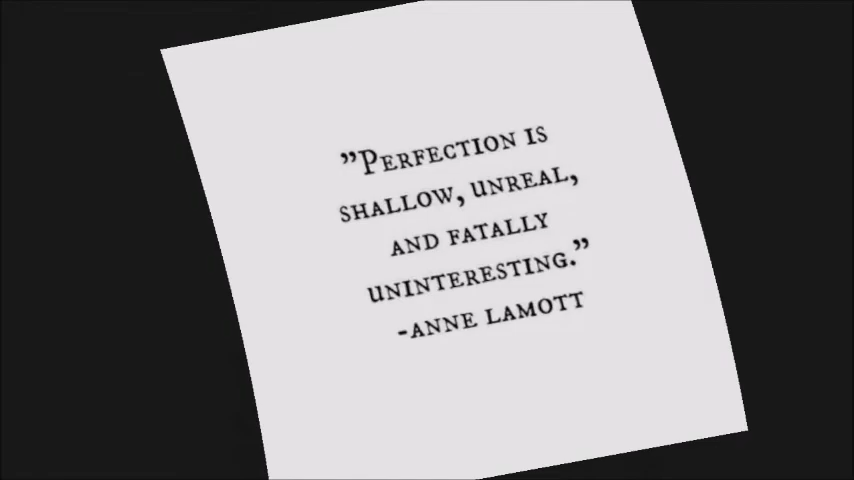 ”Perfection is
shallow, unreal,
and fatally
uninteresting.”
-Anne Lamott